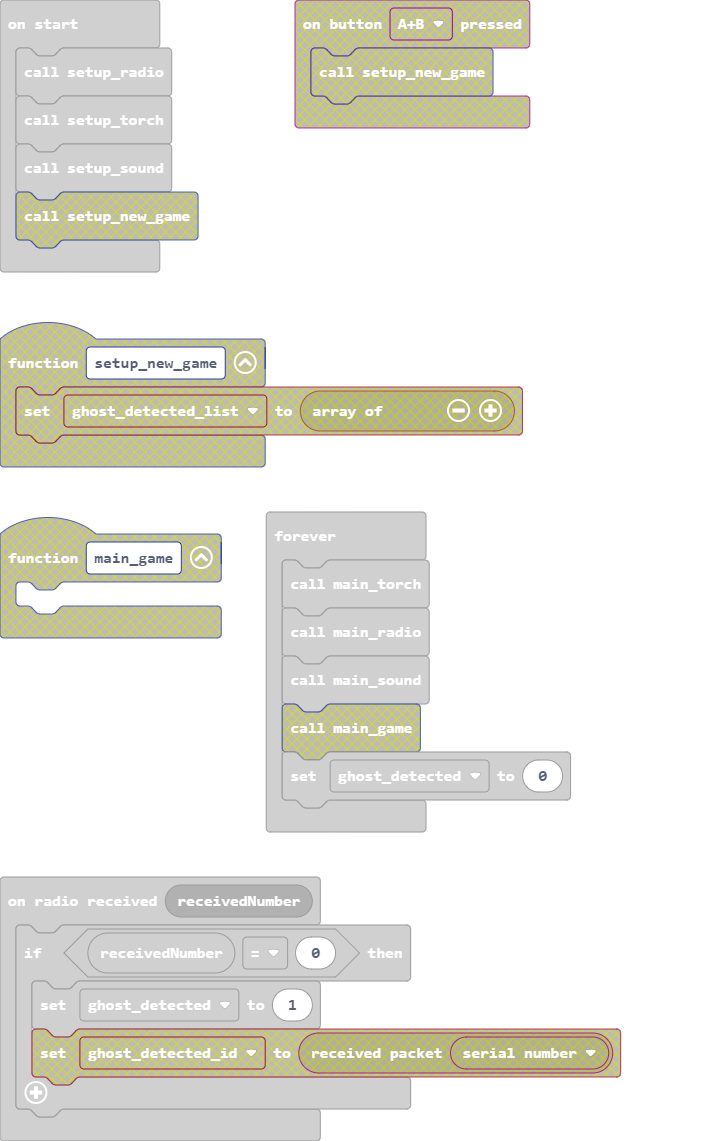 on start
call setup_radio
call setup_torch
call setup_sound
call setup_new_game
on button A+B pressed
call setup_new_game
function setup_new_game
set ghost_detected_list to array of
function main_game
forever
call main_torch
call main_radio
call main_sound
call main_game
set ghost_detected to 0
on radio received receivedNumber
if receivedNumber = 0 then
set ghost_detected to 1
set ghost_detected_id to received packet serial number